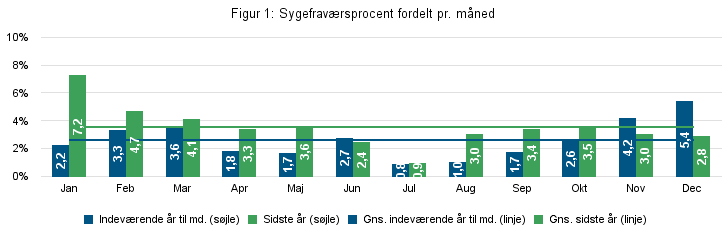 Figur 1: Sygefraværsprocent fordelt pr. måned
10%
8%
6%
4%
2%
0%
2,2 7,2 3,3 4,7 3,6 4,1 1,8 3,3 1,7 3,6 2,7 2,4 0,8 0,9 1,0 3,0 1,7 3,4 2,6 3,5 4,2 3,0 5,4 2,8
Jan Feb Mar Apr Maj Jun Jul Aug Sep Okt Nov Dec
Indeværende år til md. (søjle) Sidste år (søjle) Gns. indeværende år til md. (linje) Gns. sidste år (linje)